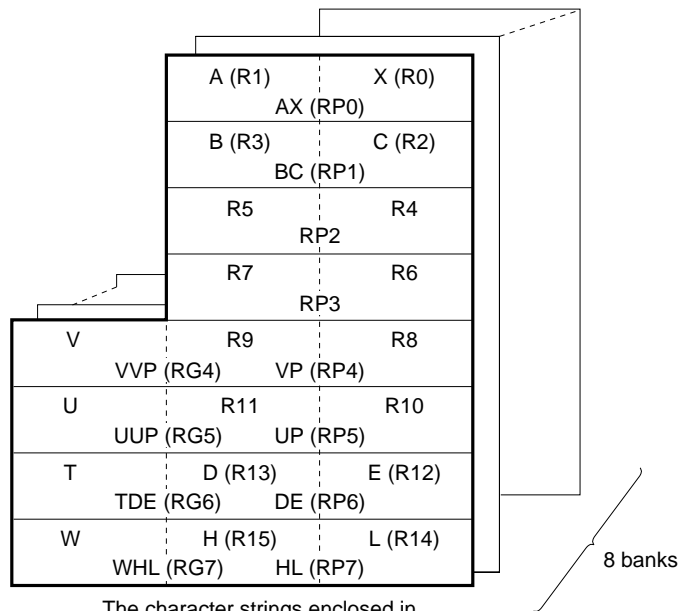 A (R1) X (R0)
AX (RP0)
B (R3) C (R2)
BC (RP1)
R5 R4
RP2
R7 R6
RP3
V R9 R8
VVP (RG4) VP (RP4)
U R11 R10
UUP (RG5) UP (RP5)
T D (R13) E (R12)
TDE (RG6) DE (RP6)
W H (R15) L (R14)
WHL (RG7) HL (RP7)
8 banks
The character strings enclosed in